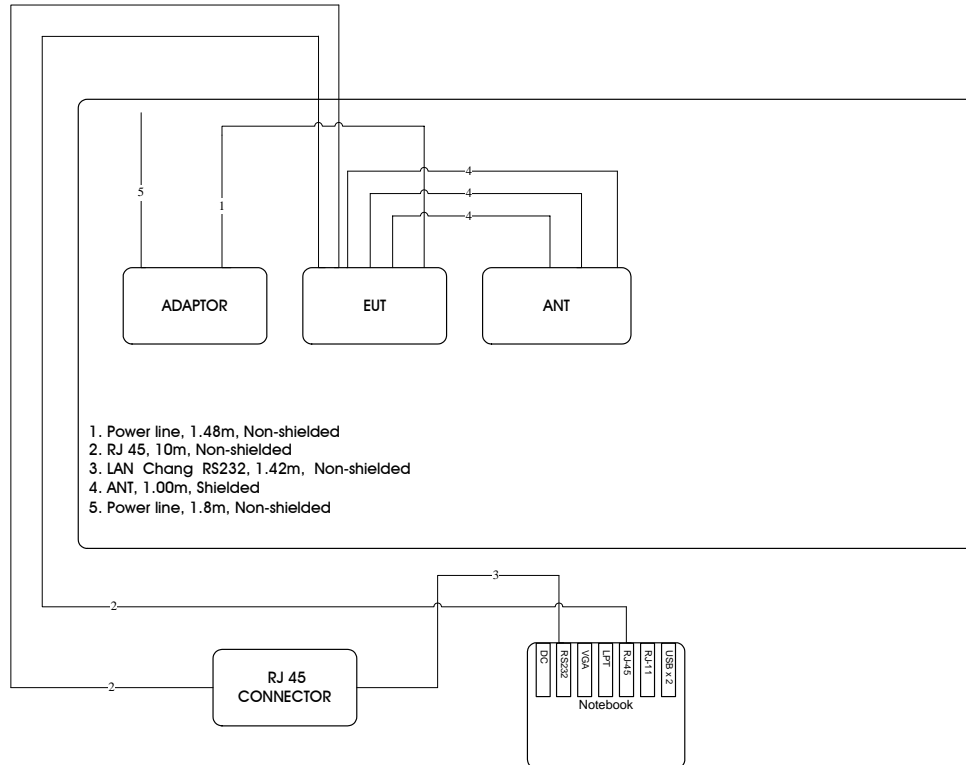 4
4
4
5
1
ADAPTOR
EUT
ANT
1. Power line, 1.48m, Non-shielded
2. RJ 45, 10m, Non-shielded
3. LAN Chang RS232, 1.42m, Non-shielded
4. ANT, 1.00m, Shielded
5. Power line, 1.8m, Non-shielded
3
2
DC
RS232
VGA
LPT
RJ-45
RJ-11
USB x 2
Notebook
RJ 45
CONNECTOR
2